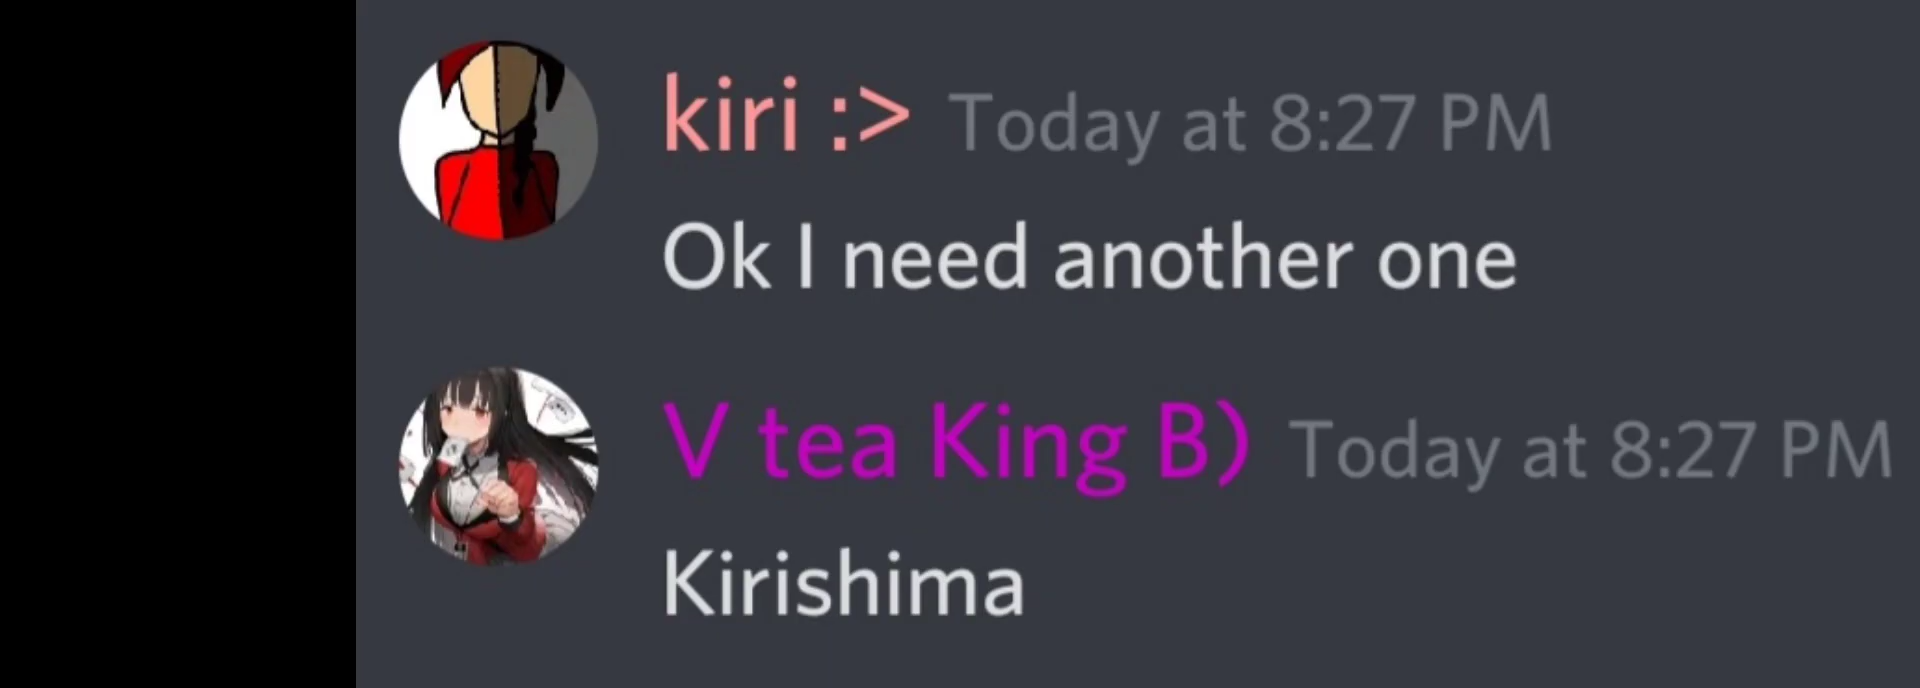 kiri :> Today at 8:27 PM
Ok I need another one
V tea King B) Today at 8:27 PM
Kirishima